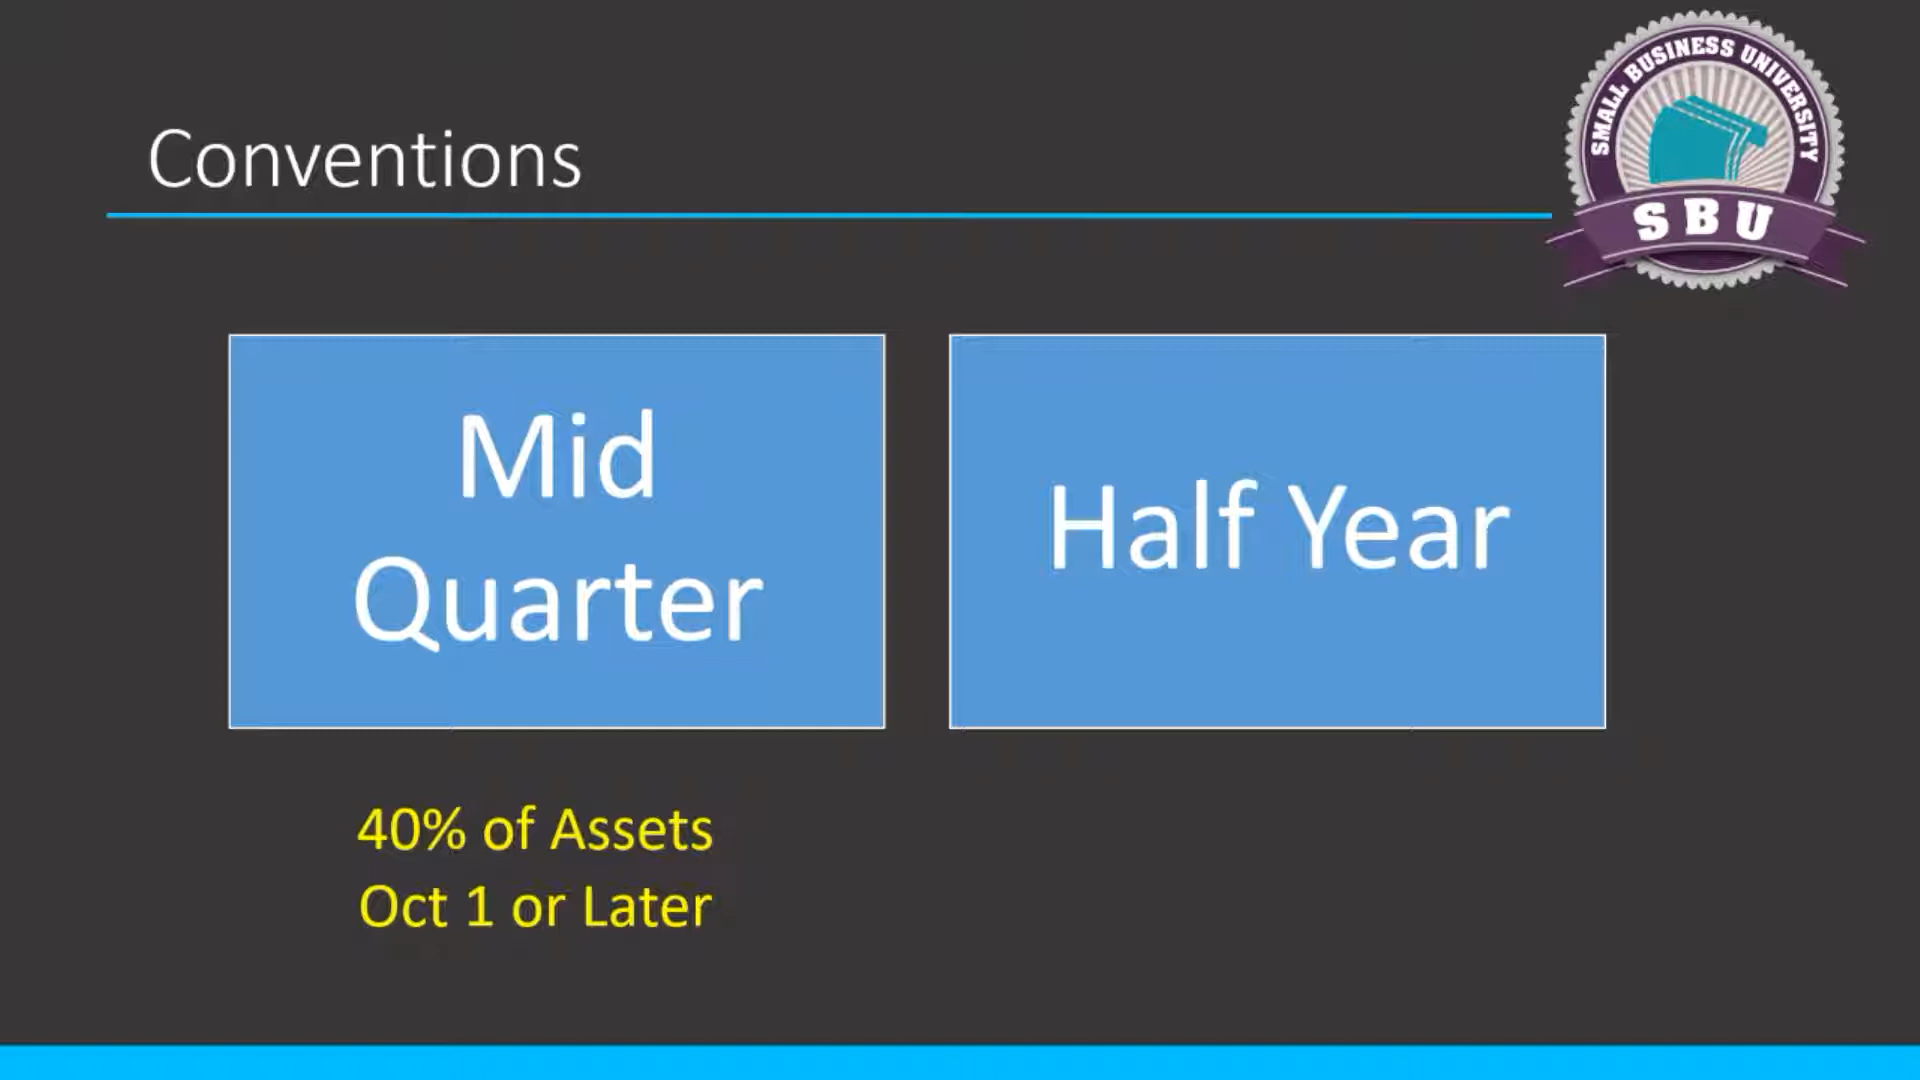 Conventions
SMALL BUSINESS UNIVERSITY
SBU
Mid
Quarter
Half Year
40% of Assets
Oct 1 or Later